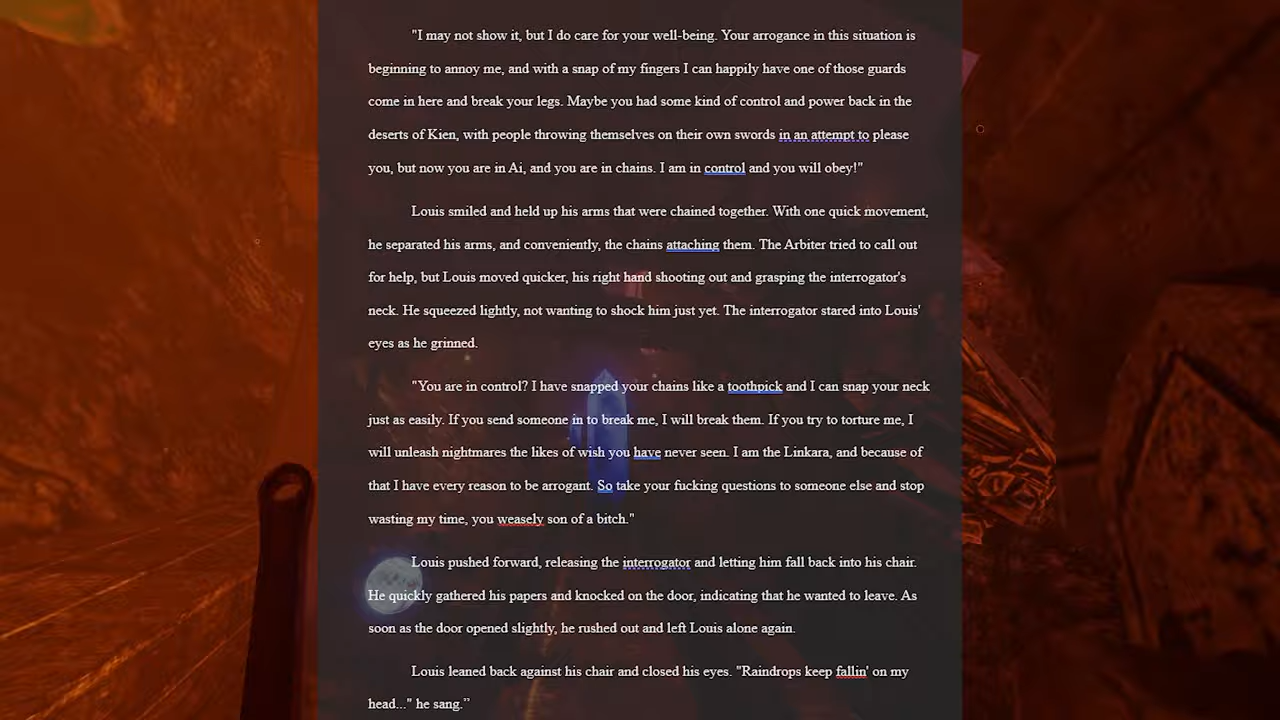 "I may not show it, but I do care for your well-being. Your arrogance in this situation is
beginning to annoy me, and with a snap of my fingers I can happily have one of those guards
come in here and break your legs. Maybe you had some kind of control and power back in the
deserts of Kien, with people throwing themselves on their own swords in an attempt to please
you, but now you are in Ai, and you are in chains. I am in control and you will obey!"
Louis smiled and held up his arms that were chained together. With one quick movement,
he separated his arms, and conveniently, the chains attaching them. The Arbiter tried to call out
for help, but Louis moved quicker, his right hand shooting out and grasping the interrogator's
neck. He squeezed lightly, not wanting to shock him just yet. The interrogator stared into Louis'
eyes as he grinned.
"You are in control? I have snapped your chains like a toothpick and I can snap your neck
just as easily. If you send someone in to break me, I will break them. If you try to torture me, I
will unleash nightmares the likes of wish you have never seen. I am the Linkara, and because of
that I have every reason to be arrogant. So take your fucking questions to someone else and stop
wasting my time, you weasely son of a bitch."
Louis pushed forward, releasing the interrogator and letting him fall back into his chair.
He quickly gathered his papers and knocked on the door, indicating that he wanted to leave. As
soon as the door opened slightly, he rushed out and left Louis alone again.
Louis leaned back against his chair and closed his eyes. "Raindrops keep fallin' on my
head..." he sang.”